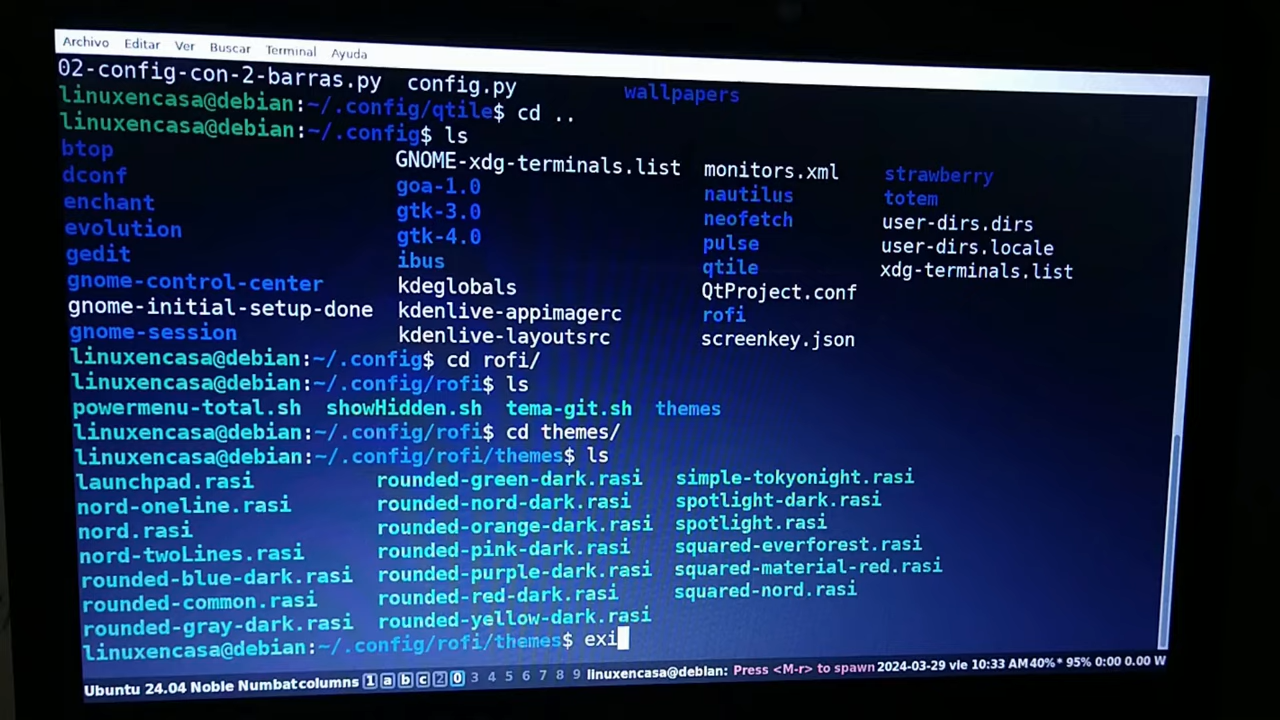 Archivo Editar Ver Buscar Terminal Ayuda
02-config-con-2-barras.py config.py wallpapers
linuxencasa@debian:~/.config/qtile$ cd ..
linuxencasa@debian:~/.config$ ls
btop GNOME-xdg-terminals.list monitors.xml strawberry
dconf goa-1.0 nautilus totem
enchant gtk-3.0 neofetch user-dirs.dirs
evolution gtk-4.0 pulse user-dirs.locale
gedit ibus qtile xdg-terminals.list
gnome-control-center kdeglobals QtProject.conf
gnome-initial-setup-done kdenlive-appimagerc rofi
gnome-session kdenlive-layoutsrc screenkey.json
linuxencasa@debian:~/.config$ cd rofi/
linuxencasa@debian:~/.config/rofi$ ls
powermenu-total.sh showHidden.sh tema-git.sh themes
linuxencasa@debian:~/.config/rofi$ cd themes/
linuxencasa@debian:~/.config/rofi/themes$ ls
launchpad.rasi rounded-green-dark.rasi simple-tokyonight.rasi
nord-oneline.rasi rounded-nord-dark.rasi spotlight-dark.rasi
nord.rasi rounded-orange-dark.rasi spotlight.rasi
nord-twoLines.rasi rounded-pink-dark.rasi squared-everforest.rasi
rounded-blue-dark.rasi rounded-purple-dark.rasi squared-material-red.rasi
rounded-common.rasi rounded-red-dark.rasi squared-nord.rasi
rounded-gray-dark.rasi rounded-yellow-dark.rasi
linuxencasa@debian:~/.config/rofi/themes$ exi
Ubuntu 24.04 Noble Numbatcolumns 1 a b c 2 0 3 4 5 6 7 8 9 linuxencasa@debian: Press <M-r> to spawn 2024-03-29 vie 10:33 AM 40%* 95% 0:00 0.00 W